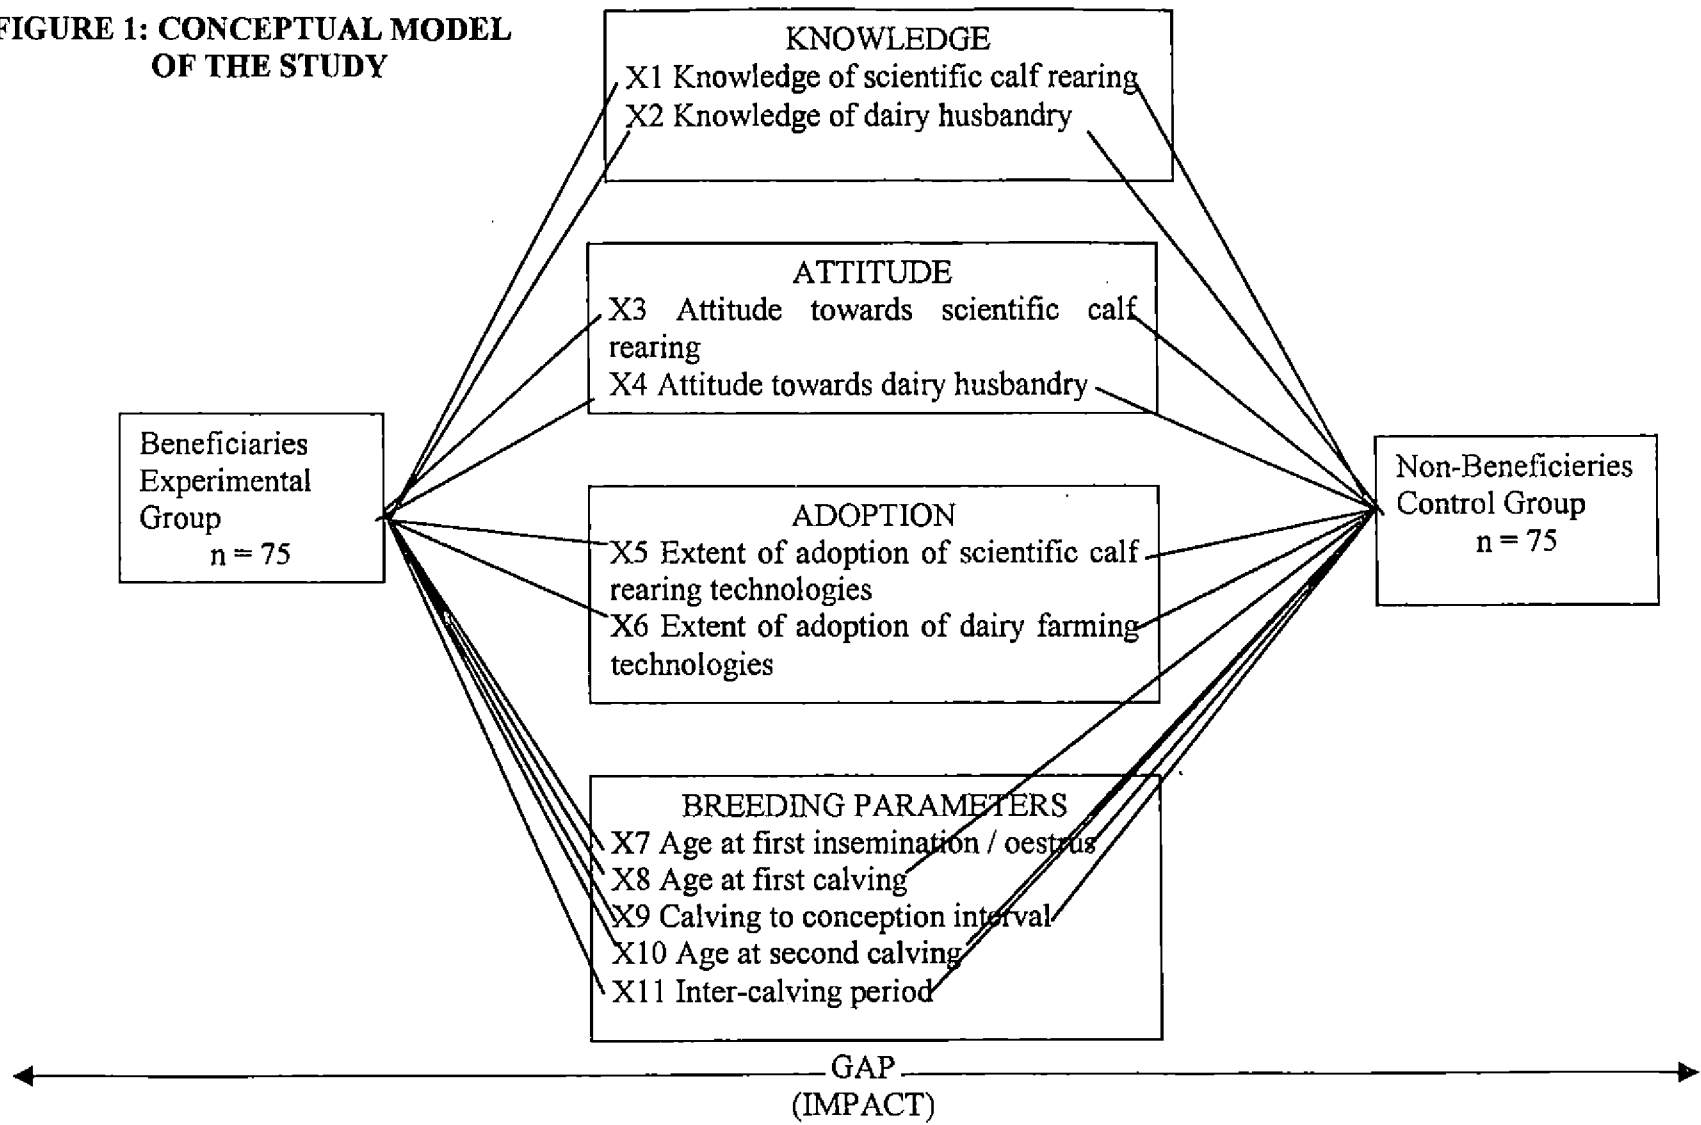 FIGURE 1: CONCEPTUAL MODEL
OF THE STUDY
KNOWLEDGE
X1 Knowledge of scientific calf rearing
X2 Knowledge of dairy husbandry
ATTITUDE
X3 Attitude towards scientific calf
rearing
X4 Attitude towards dairy husbandry
Beneficiaries
Experimental
Group
n = 75
Non-Beneficieries
Control Group
n = 75
ADOPTION
X5 Extent of adoption of scientific calf
rearing technologies
X6 Extent of adoption of dairy farming
technologies
BREEDING PARAMETERS
X7 Age at first insemination / oestrus
X8 Age at first calving
X9 Calving to conception interval
X10 Age at second calving
X11 Inter-calving period
GAP
(IMPACT)